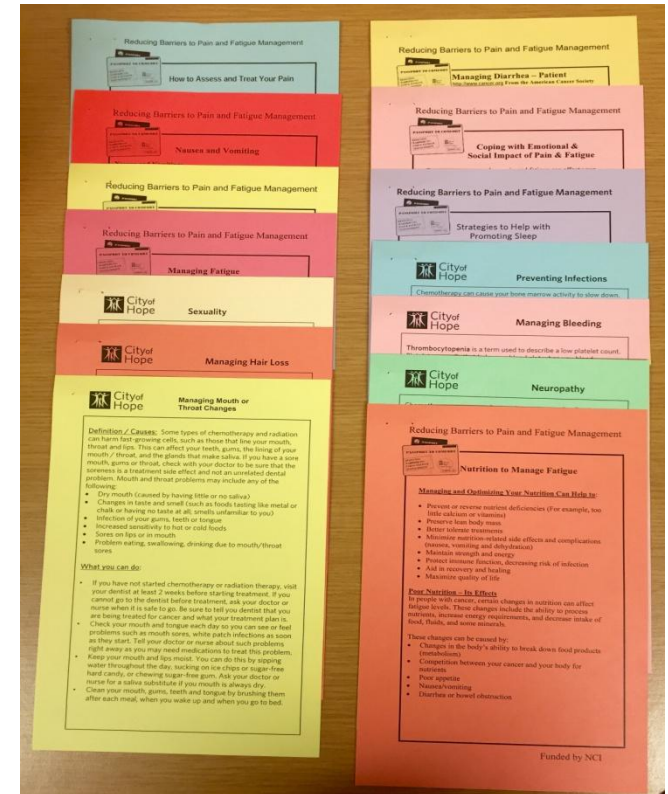 Reducing Barriers to Pain and Fatigue Management
How to Assess and Treat Your Pain
Reducing Barriers to Pain and Fatigue Management
Nausea and Vomiting
Reducing Barriers to Pain and Fatigue Management
Reducing Barriers to Pain and Fatigue Management
Managing Fatigue
City of
Hope
Sexuality
City of
Hope
Managing Hair Loss
City of
Hope
Managing Mouth or
Throat Changes
Definition / Causes: Some types of chemotherapy and radiation
can harm fast-growing cells, such as those that line your mouth,
throat and lips. This can affect your teeth, gums, the lining of your
mouth / throat, and the glands that make saliva. If you have a sore
mouth, gums or throat, check with your doctor to be sure that the
soreness is a treatment side effect and not an unrelated dental
problem. Mouth and throat problems may include any of the
following:
• Dry mouth (caused by having little or no saliva)
• Changes in taste and smell (such as foods tasting like metal or
chalk or having no taste at all, smells unfamiliar to you)
• Infection of your gums, teeth or tongue
• Increased sensitivity to hot or cold foods
• Sores on lips or in mouth
• Problem eating, swallowing, drinking due to mouth/throat
sores
What you can do:
• If you have not started chemotherapy or radiation therapy, visit
your dentist at least 2 weeks before starting treatment. If you
cannot go to the dentist before treatment, ask your doctor or
nurse when it is safe to go. Be sure to tell you dentist that you
are being treated for cancer and what your treatment plan is.
• Check your mouth and tongue each day so you can see or feel
problems such as mouth sores, white patch infections as soon
as they start. Tell your doctor or nurse about such problems
right away as you may need medications to treat this problem.
• Keep your mouth and lips moist. You can do this by sipping
water throughout the day, sucking on ice chips or sugar-free
hard candy, or chewing sugar-free gum. Ask your doctor or
nurse for a saliva substitute if you mouth is always dry.
• Clean your mouth, gums, teeth and tongue by brushing them
after each meal, when you wake up and when you go to bed.
Reducing Barriers to Pain and Fatigue Management
Managing Diarrhea – Patient
http://www.cancer.org From the American Cancer Society
Reducing Barriers to Pain and Fatigue Management
Coping with Emotional &
Social Impact of Pain & Fatigue
Reducing Barriers to Pain and Fatigue Management
Strategies to Help with
Promoting Sleep
City of
Hope
Preventing Infections
Chemotherapy can cause your bone marrow activity to slow down.
City of
Hope
Managing Bleeding
Thrombocytopenia is a term used to describe a low platelet count.
City of
Hope
Neuropathy
Reducing Barriers to Pain and Fatigue Management
Nutrition to Manage Fatigue
Managing and Optimizing Your Nutrition Can Help to:
• Prevent or reverse nutrient deficiencies (For example, too
little calcium or vitamins)
• Preserve lean body mass
• Better tolerate treatments
• Minimize nutrition-related side effects and complications
(nausea, vomiting and dehydration)
• Maintain strength and energy
• Protect immune function, decreasing risk of infection
• Aid in recovery and healing
• Maximize quality of life
Poor Nutrition – Its Effects
In people with cancer, certain changes in nutrition can affect
fatigue levels. These changes include the ability to process
nutrients, increase energy requirements, and decrease intake of
food, fluids, and some minerals.
These changes can be caused by:
• Changes in the body's ability to break down food products
(metabolism)
• Competition between your cancer and your body for
nutrients
• Poor appetite
• Nausea/vomiting
• Diarrhea or bowel obstruction
Funded by NCI